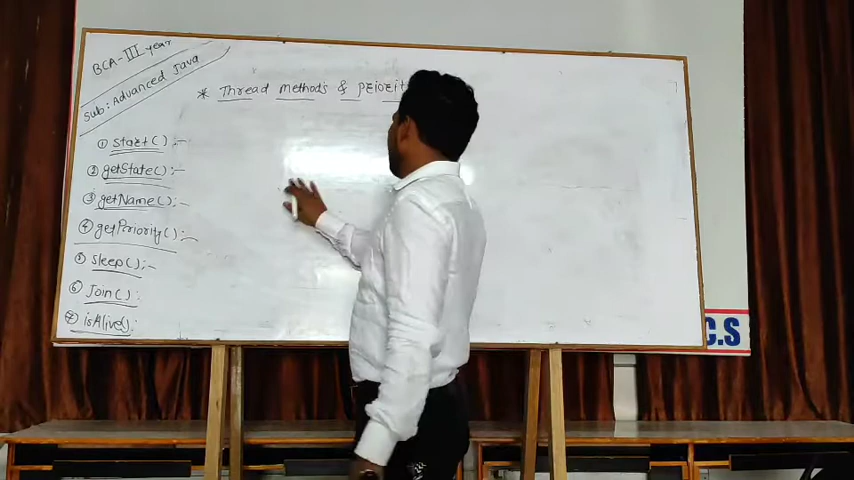 BCA-III year
Sub: Advanced Java
* Thread methods & priorit
① start() :-
② getState() :-
③ getName() :-
④ getPriority() :-
⑤ sleep() :-
⑥ Join() :
⑦ isAlive() :
CUS